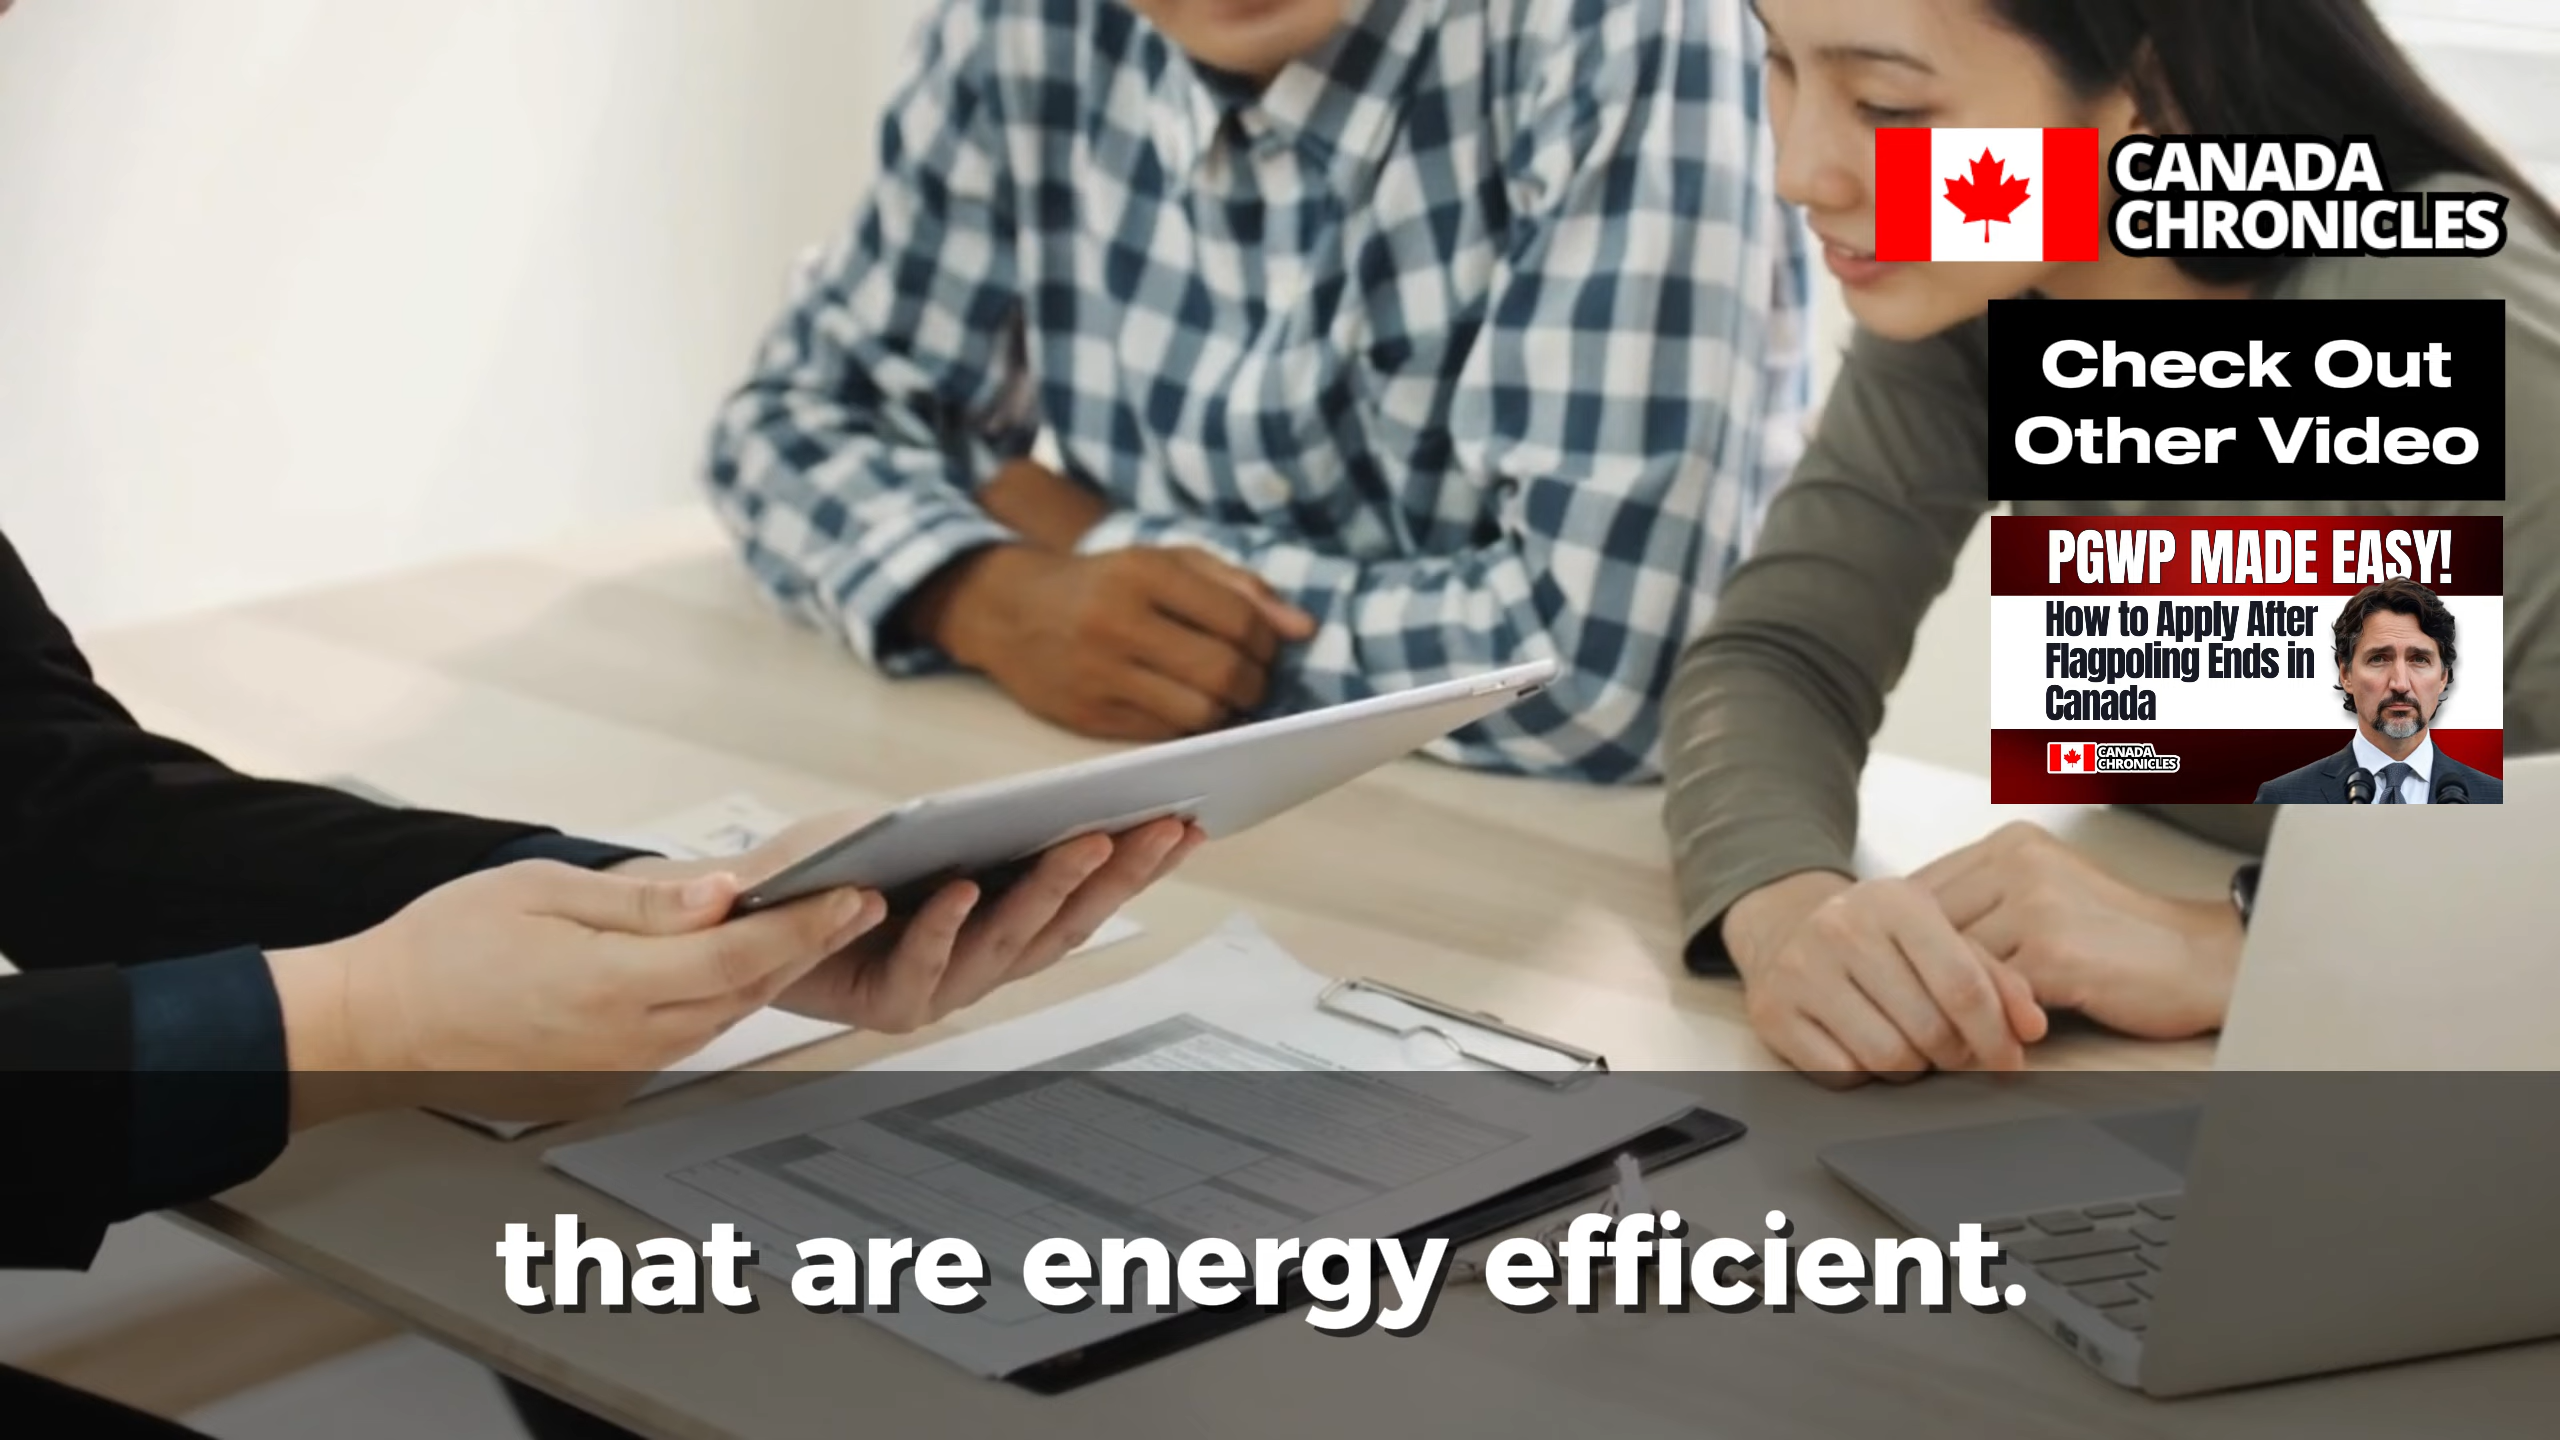 CANADA
CHRONICLES
Check Out
Other Video
PGWP MADE EASY!
How to Apply After
Flagpoling Ends in
Canada
CANADA
CHRONICLES
that are energy efficient.